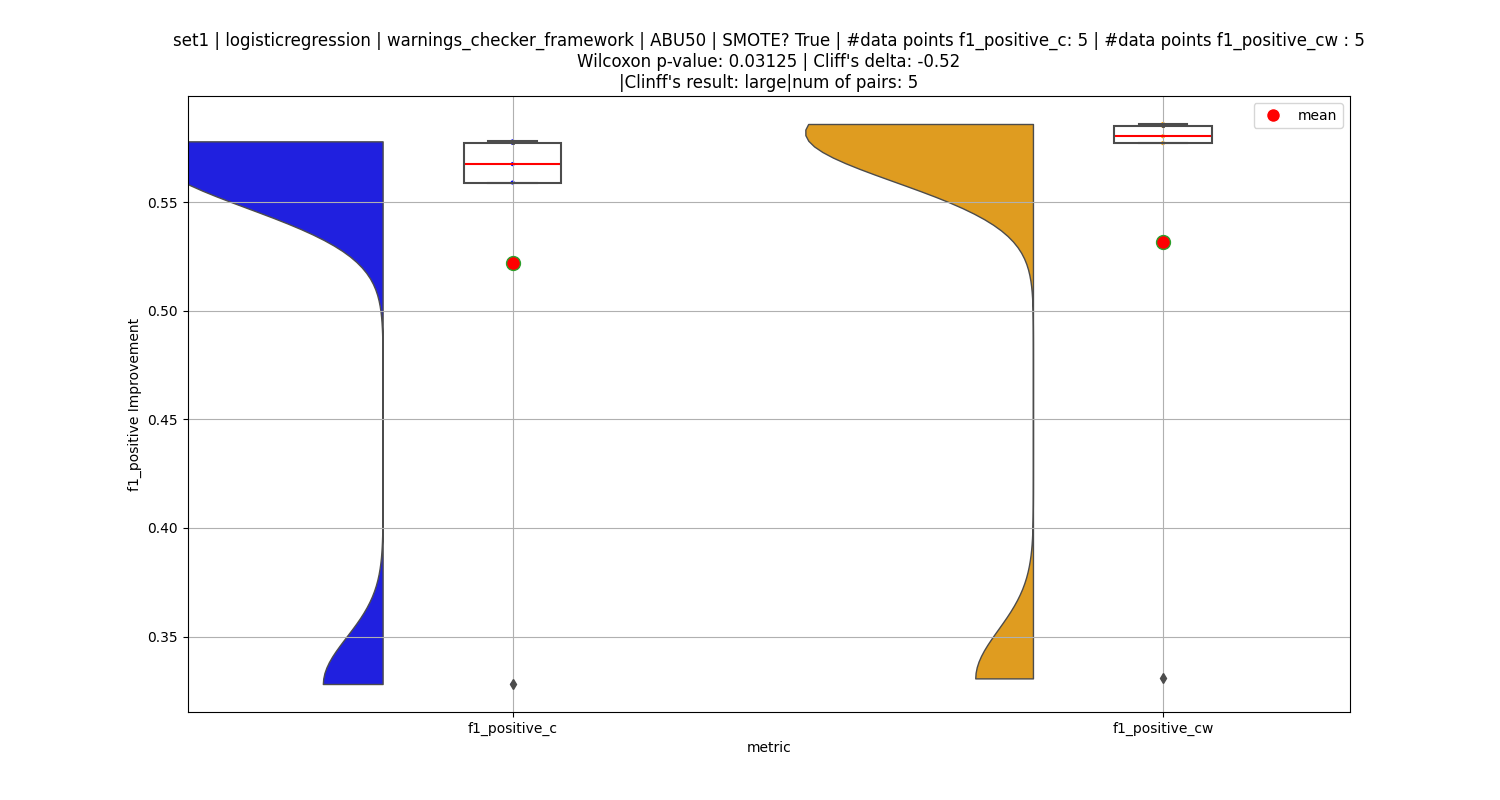 set1 | logisticregression | warnings_checker_framework | ABU50 | SMOTE? True | #data points f1_positive_c: 5 | #data points f1_positive_cw : 5
Wilcoxon p-value: 0.03125 | Cliff's delta: -0.52
|Clinff's result: large|num of pairs: 5
mean
f1_positive Improvement
0.55
0.50
0.45
0.40
0.35
f1_positive_c
f1_positive_cw
metric